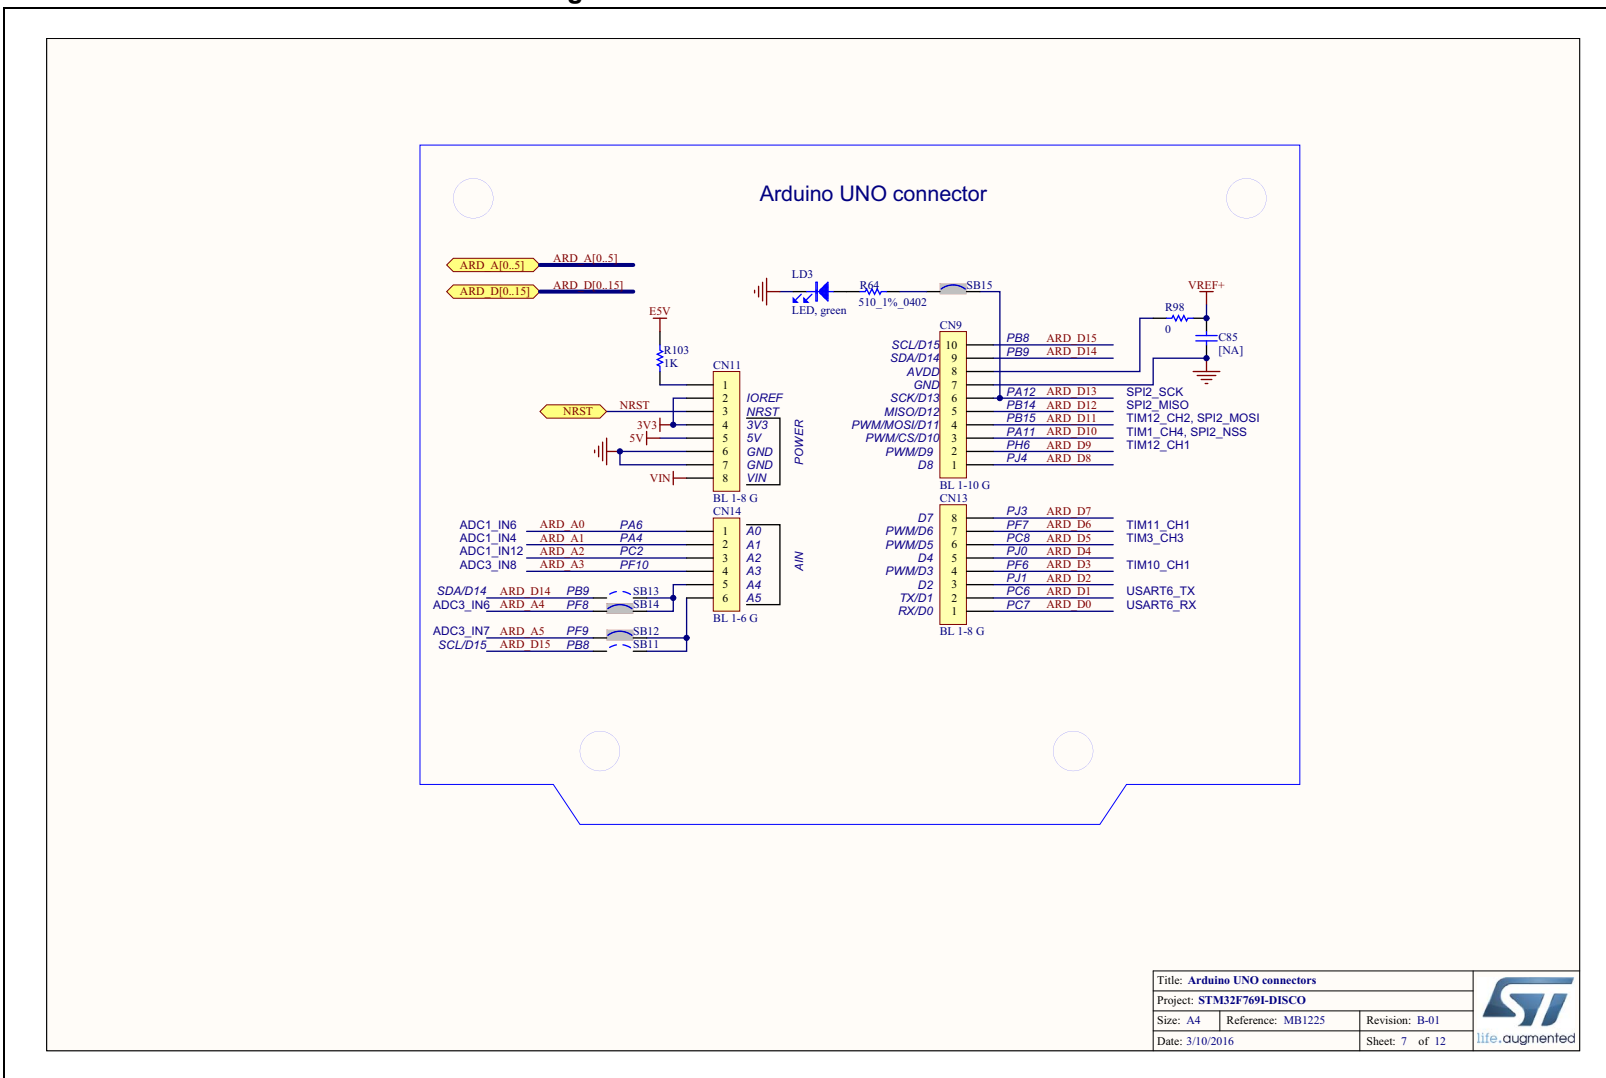 g
Arduino UNO connector
ARD_A[0..5] ARD_A[0..5]
ARD_D[0..15] ARD_D[0..15]
LD3
LED, green
R64
510_1%_0402
SB15
VREF+
R98
0
C85
[NA]
E5V
R103
1K
CN11
1
2 IOREF
NRST NRST 3 NRST
3V3 4 3V3
5V 5 5V
6 GND
7 GND
VIN 8 VIN
POWER
BL 1-8 G
CN14
ADC1_IN6 ARD_A0 PA6 1 A0
ADC1_IN4 ARD_A1 PA4 2 A1
ADC1_IN12 ARD_A2 PC2 3 A2
ADC3_IN8 ARD_A3 PF10 4 A3
5 A4
6 A5
AIN
BL 1-6 G
SDA/D14 ARD_D14 PB9 SB13
ADC3_IN6 ARD_A4 PF8 SB14
ADC3_IN7 ARD_A5 PF9 SB12
SCL/D15 ARD_D15 PB8 SB11
CN9
SCL/D15 10 PB8 ARD_D15
SDA/D14 9 PB9 ARD_D14
AVDD 8
GND 7
SCK/D13 6 PA12 ARD_D13 SPI2_SCK
MISO/D12 5 PB14 ARD_D12 SPI2_MISO
PWM/MOSI/D11 4 PB15 ARD_D11 TIM12_CH2, SPI2_MOSI
PWM/CS/D10 3 PA11 ARD_D10 TIM1_CH4, SPI2_NSS
PWM/D9 2 PH6 ARD_D9 TIM12_CH1
D8 1 PJ4 ARD_D8
BL 1-10 G
CN13
D7 8 PJ3 ARD_D7
PWM/D6 7 PF7 ARD_D6 TIM11_CH1
PWM/D5 6 PC8 ARD_D5 TIM3_CH3
D4 5 PJ0 ARD_D4
PWM/D3 4 PF6 ARD_D3 TIM10_CH1
D2 3 PJ1 ARD_D2
TX/D1 2 PC6 ARD_D1 USART6_TX
RX/D0 1 PC7 ARD_D0 USART6_RX
BL 1-8 G
Title: Arduino UNO connectors
Project: STM32F769I-DISCO
Size: A4 Reference: MB1225 Revision: B-01
Date: 3/10/2016 Sheet: 7 of 12
ST
life.augmented